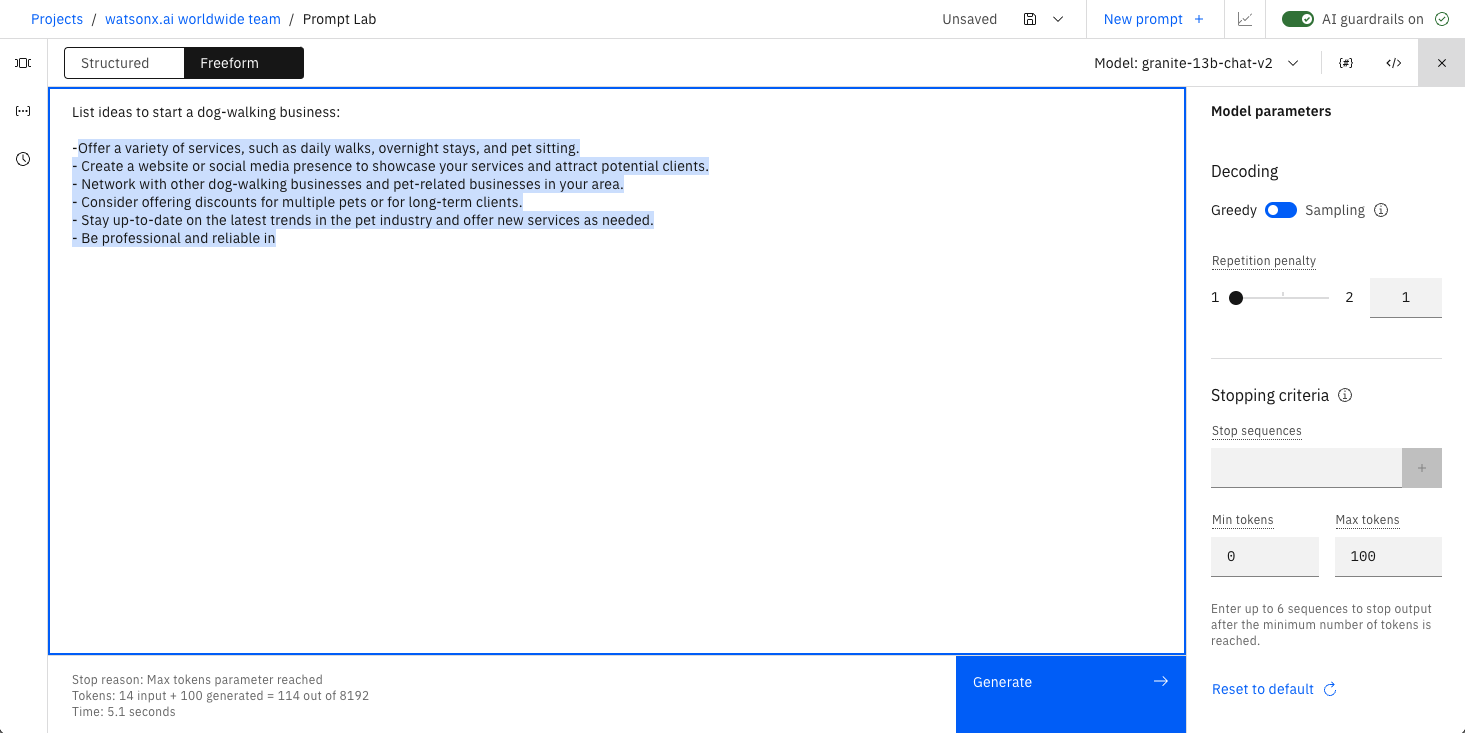 Projects / watsonx.ai worldwide team / Prompt Lab
Unsaved
New prompt +
AI guardrails on
Structured
Freeform
Model: granite-13b-chat-v2
{#}
</>
List ideas to start a dog-walking business:
-Offer a variety of services, such as daily walks, overnight stays, and pet sitting.
- Create a website or social media presence to showcase your services and attract potential clients.
- Network with other dog-walking businesses and pet-related businesses in your area.
- Consider offering discounts for multiple pets or for long-term clients.
- Stay up-to-date on the latest trends in the pet industry and offer new services as needed.
- Be professional and reliable in
Stop reason: Max tokens parameter reached
Tokens: 14 input + 100 generated = 114 out of 8192
Time: 5.1 seconds
Generate
Model parameters
Decoding
Greedy
Sampling
Repetition penalty
1
2
1
Stopping criteria
Stop sequences
+
Min tokens
Max tokens
0
100
Enter up to 6 sequences to stop output
after the minimum number of tokens is
reached.
Reset to default